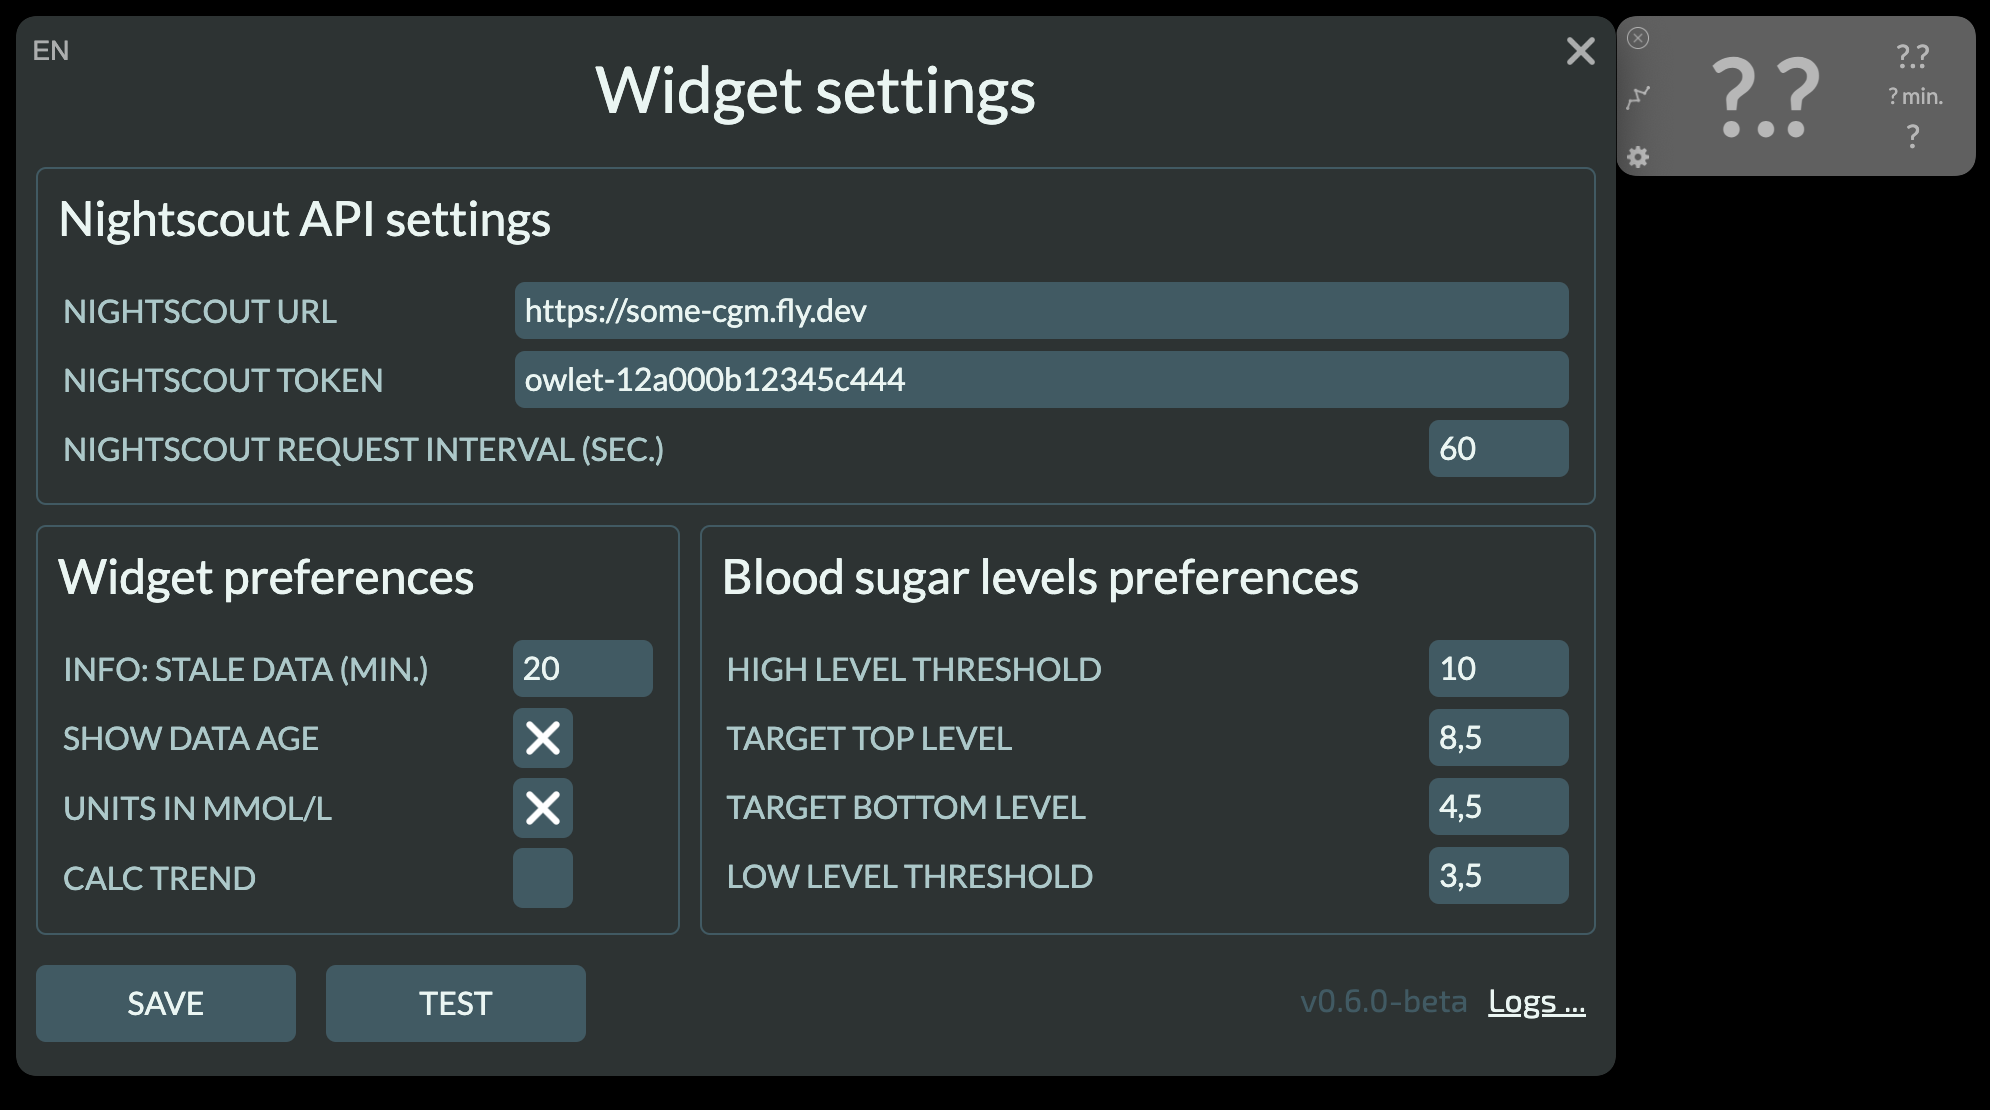 EN
Widget settings
?.?
?.?
? min.
?
Nightscout API settings
NIGHTSCOUT URL https://some-cgm.fly.dev
NIGHTSCOUT TOKEN owlet-12a000b12345c444
NIGHTSCOUT REQUEST INTERVAL (SEC.) 60
Widget preferences
INFO: STALE DATA (MIN.) 20
SHOW DATA AGE
UNITS IN MMOL/L
CALC TREND
Blood sugar levels preferences
HIGH LEVEL THRESHOLD 10
TARGET TOP LEVEL 8,5
TARGET BOTTOM LEVEL 4,5
LOW LEVEL THRESHOLD 3,5
SAVE TEST
v0.6.0-beta Logs ...